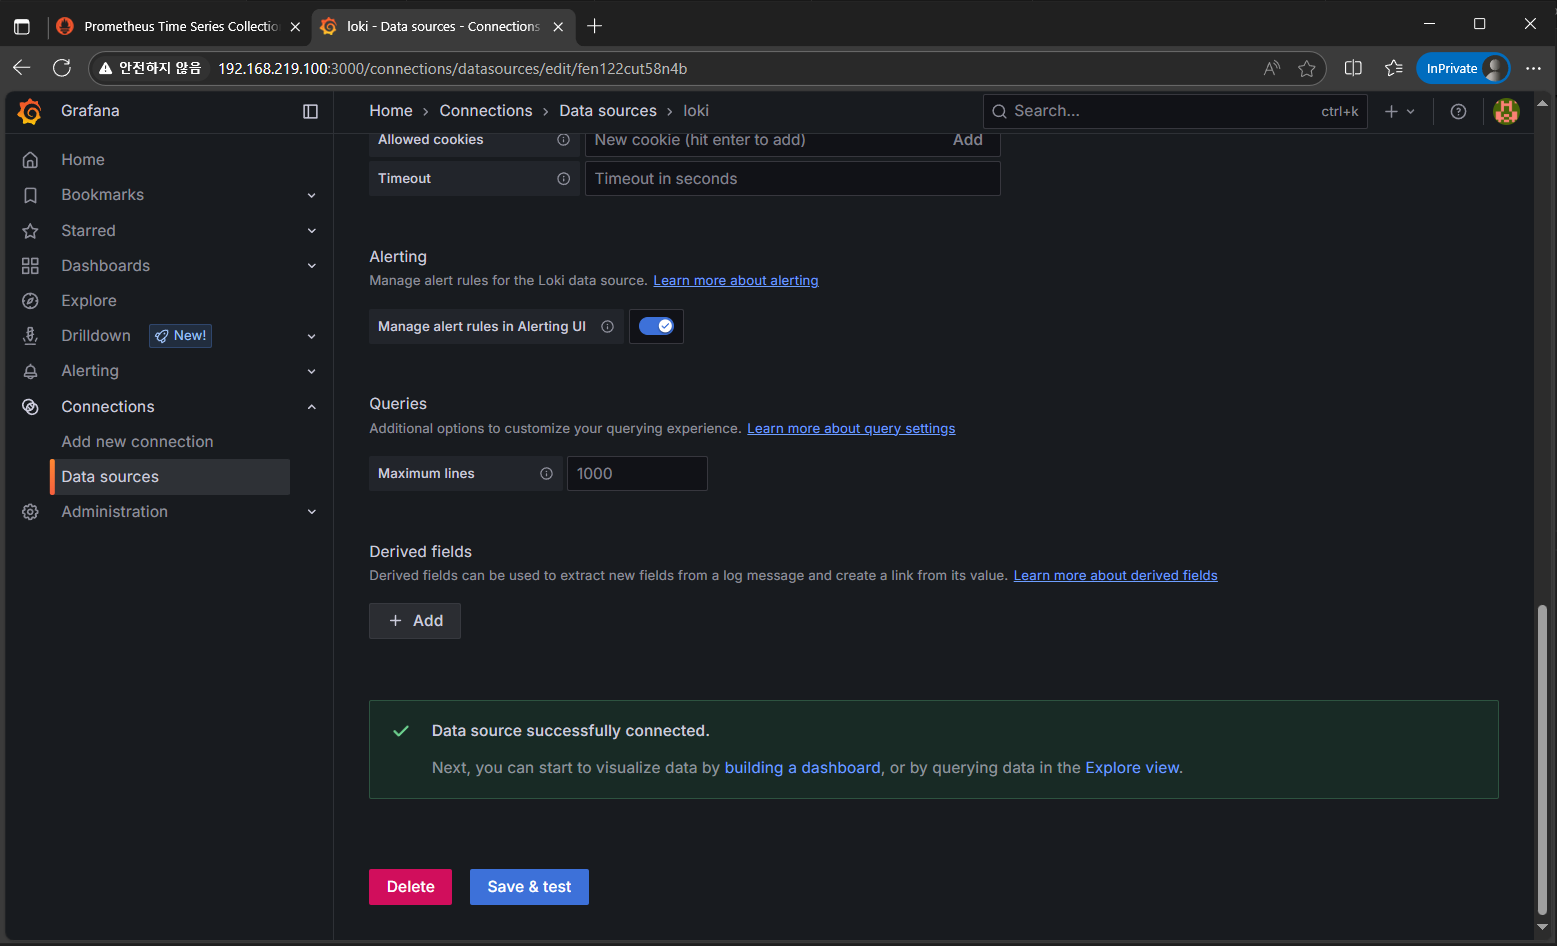 Prometheus Time Series Collectio
loki - Data sources - Connections
안전하지 않음 192.168.219.100:3000/connections/datasources/edit/fen122cut58n4b
InPrivate
Grafana
Home › Connections › Data sources › loki
Search... ctrl+k
Home
Bookmarks
Starred
Dashboards
Explore
Drilldown New!
Alerting
Connections
Add new connection
Data sources
Administration
Allowed cookies New cookie (hit enter to add) Add
Timeout Timeout in seconds
Alerting
Manage alert rules for the Loki data source. Learn more about alerting
Manage alert rules in Alerting UI
Queries
Additional options to customize your querying experience. Learn more about query settings
Maximum lines 1000
Derived fields
Derived fields can be used to extract new fields from a log message and create a link from its value. Learn more about derived fields
+ Add
Data source successfully connected.
Next, you can start to visualize data by building a dashboard, or by querying data in the Explore view.
Delete Save & test